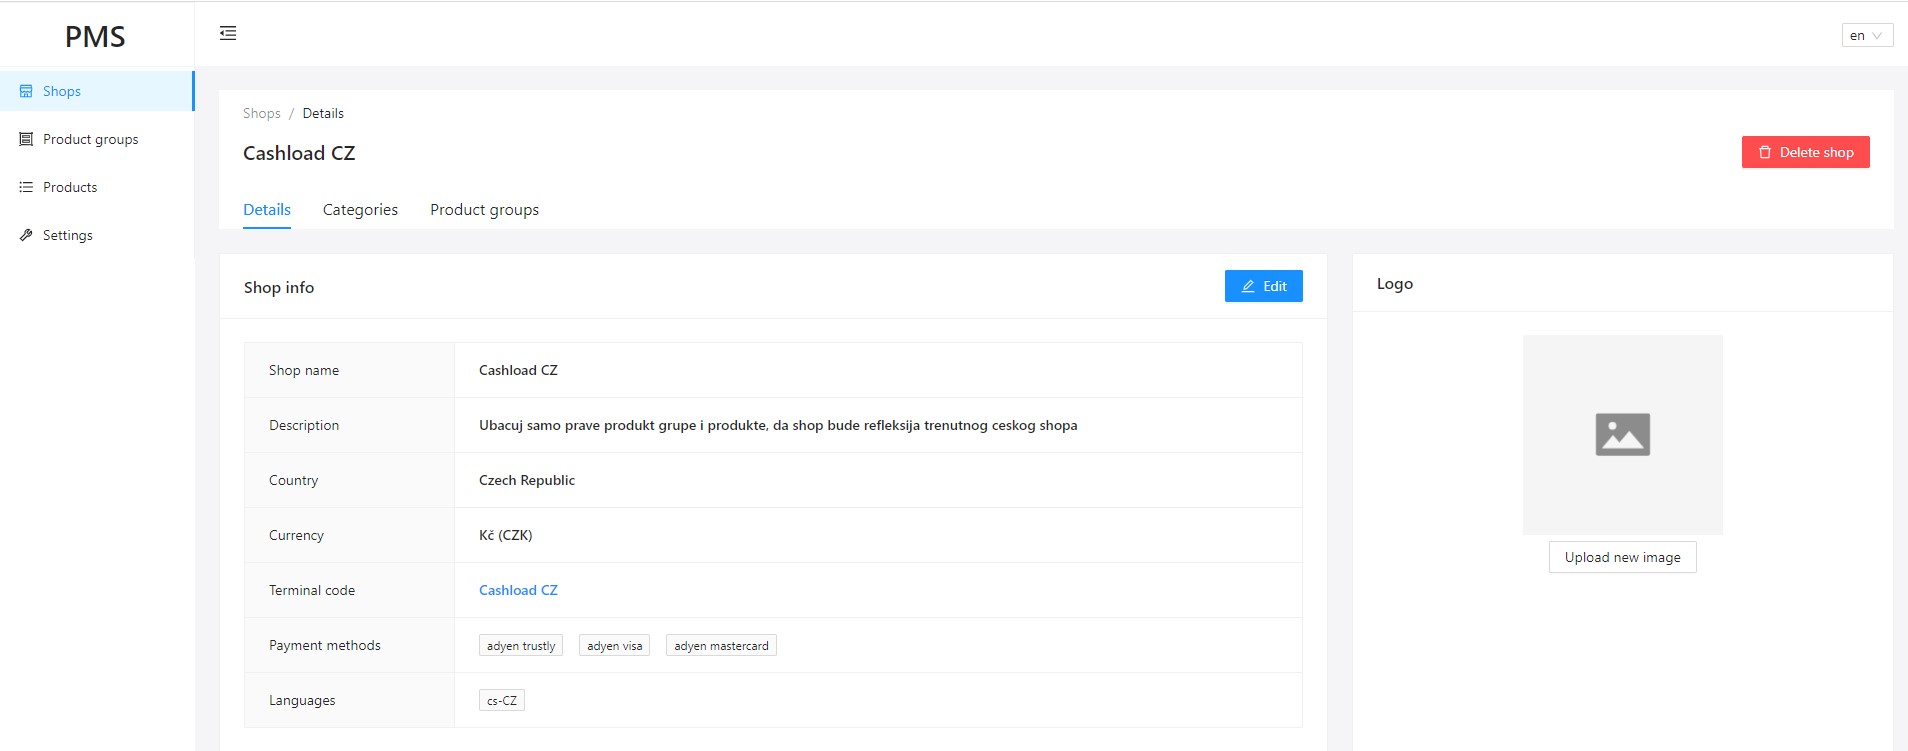 PMS
en
Shops
Product groups
Products
Settings
Shops / Details
Cashload CZ
Delete shop
Details Categories Product groups
Shop info
Edit
Shop name Cashload CZ
Description Ubacuj samo prave produkt grupe i produkte, da shop bude refleksija trenutnog ceskog shopa
Country Czech Republic
Currency Kč (CZK)
Terminal code Cashload CZ
Payment methods adyen trustly adyen visa adyen mastercard
Languages cs-CZ
Logo
Upload new image